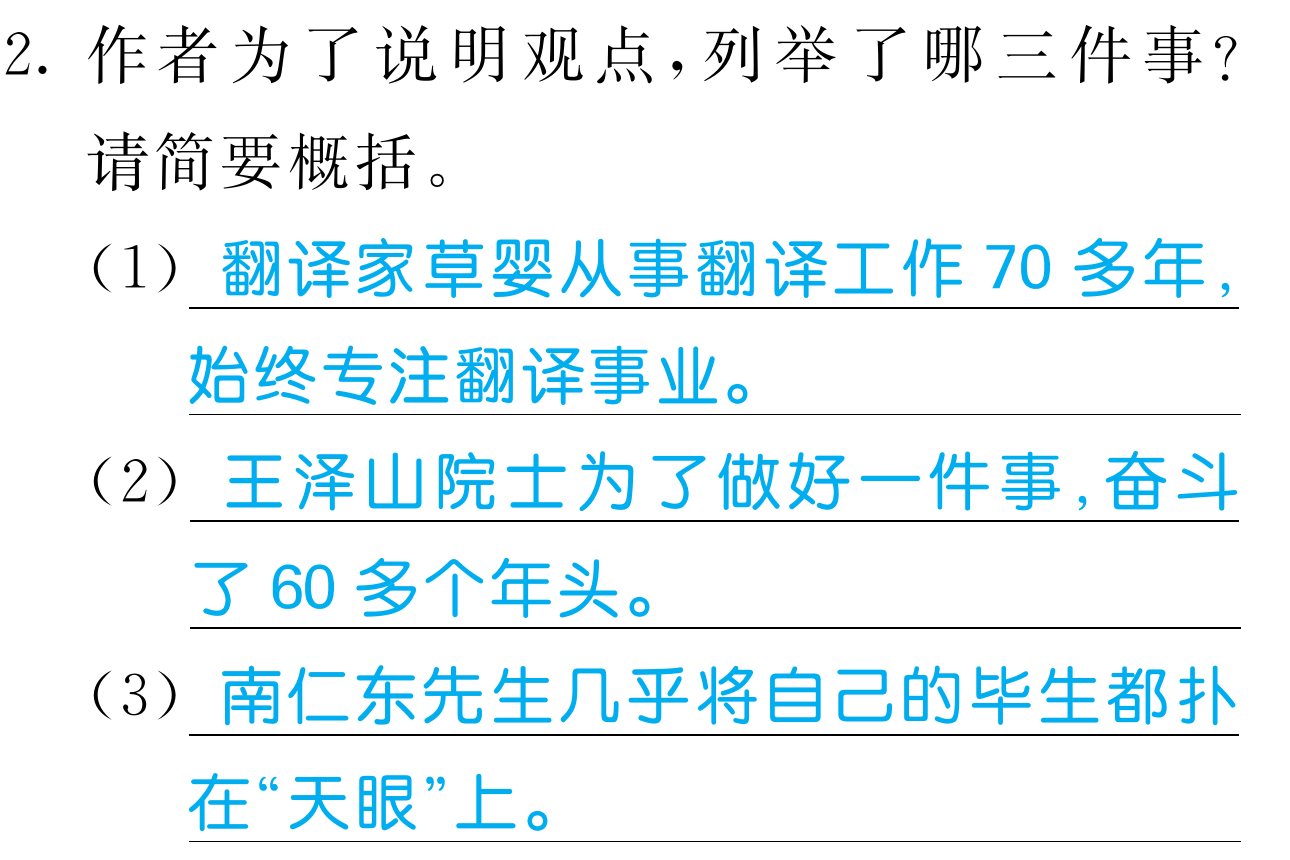 2. 作者为了说明观点,列举了哪三件事?
请简要概括。
(1) 翻译家草婴从事翻译工作 70 多年,
始终专注翻译事业。
(2) 王泽山院士为了做好一件事,奋斗
了 60 多个年头。
(3) 南仁东先生几乎将自己的毕生都扑
在“天眼”上。